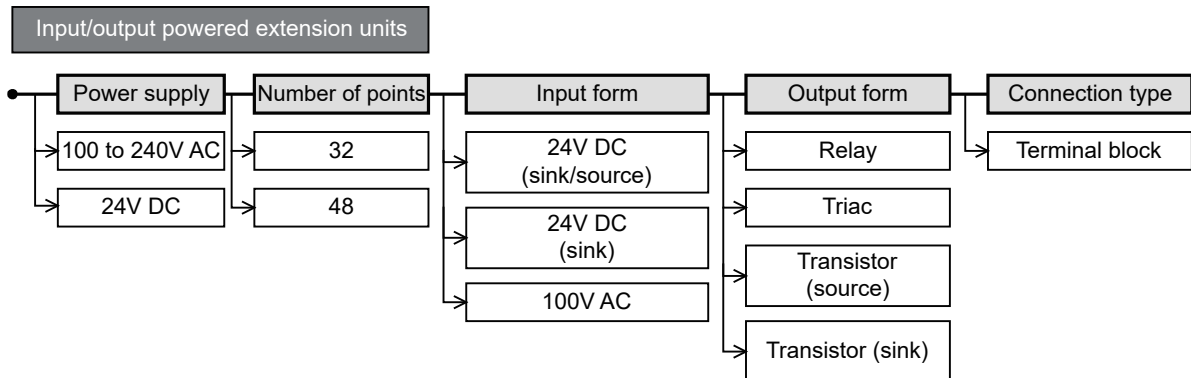 Input/output powered extension units
Power supply
Number of points
Input form
Output form
Connection type
100 to 240V AC
32
24V DC
(sink/source)
Relay
Terminal block
24V DC
48
24V DC
(sink)
Triac
100V AC
Transistor
(source)
Transistor (sink)